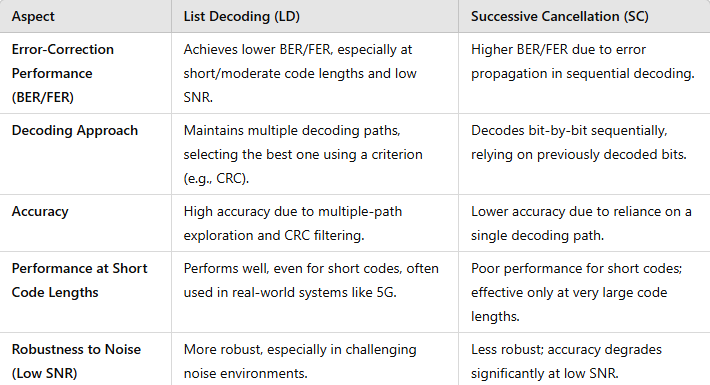 Aspect
List Decoding (LD)
Successive Cancellation (SC)
Error-Correction
Performance
(BER/FER)
Achieves lower BER/FER, especially at
short/moderate code lengths and low
SNR.
Higher BER/FER due to error
propagation in sequential decoding.
Decoding Approach
Maintains multiple decoding paths,
selecting the best one using a criterion
(e.g., CRC).
Decodes bit-by-bit sequentially,
relying on previously decoded bits.
Accuracy
High accuracy due to multiple-path
exploration and CRC filtering.
Lower accuracy due to reliance on a
single decoding path.
Performance at Short
Code Lengths
Performs well, even for short codes, often
used in real-world systems like 5G.
Poor performance for short codes;
effective only at very large code
lengths.
Robustness to Noise
(Low SNR)
More robust, especially in challenging
noise environments.
Less robust; accuracy degrades
significantly at low SNR.